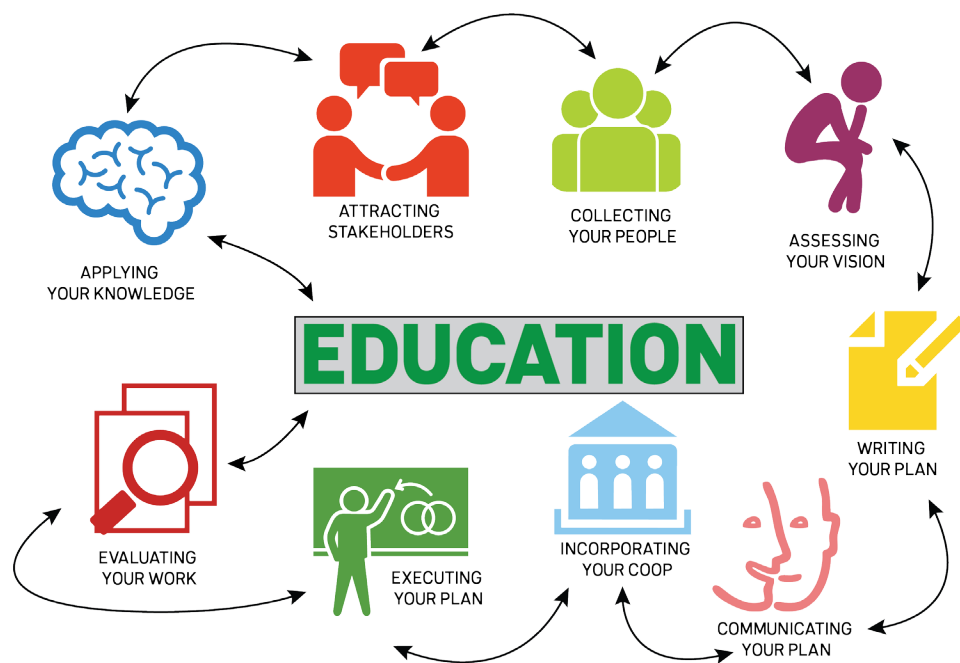 ATTRACTING
STAKEHOLDERS
COLLECTING
YOUR PEOPLE
ASSESSING
YOUR VISION
APPLYING
YOUR KNOWLEDGE
EDUCATION
WRITING
YOUR PLAN
EVALUATING
YOUR WORK
EXECUTING
YOUR PLAN
INCORPORATING
YOUR COOP
COMMUNICATING
YOUR PLAN